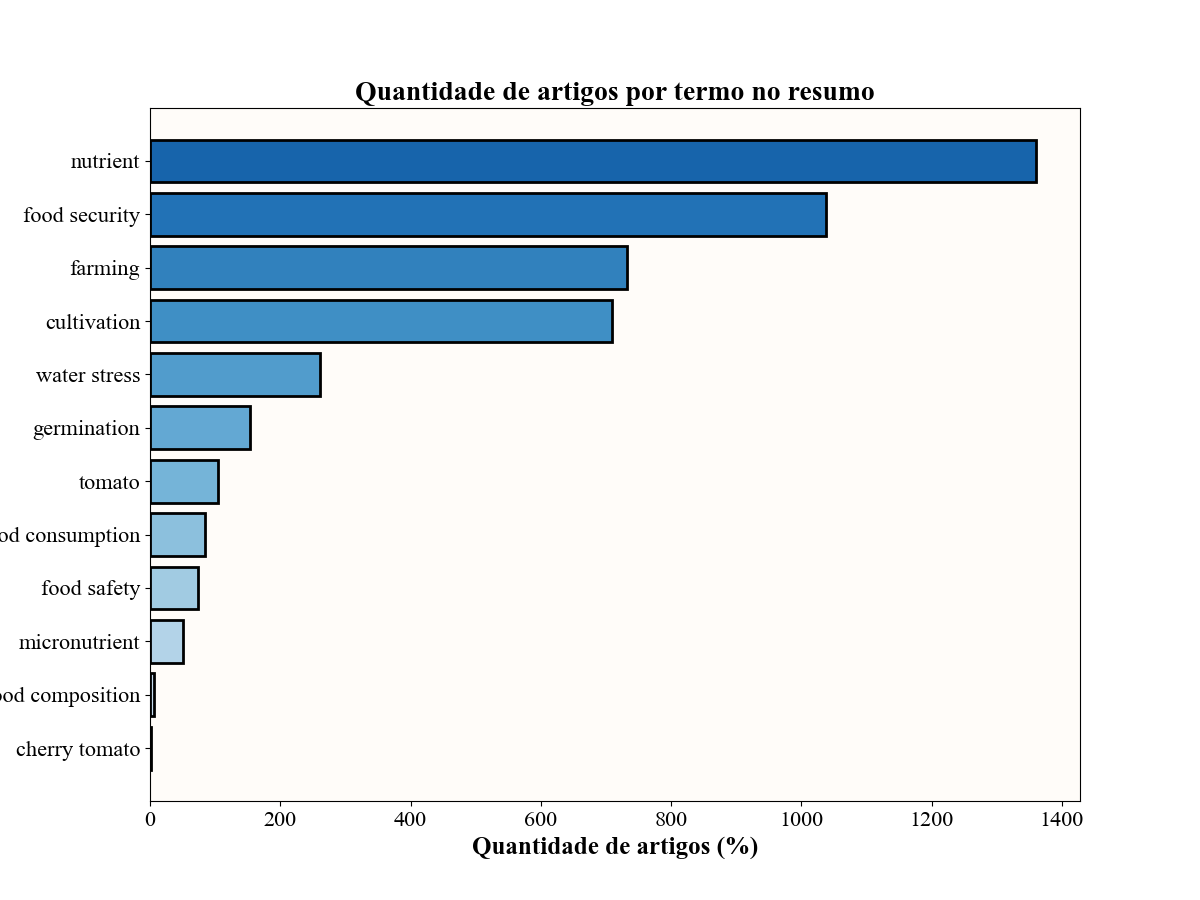 Quantidade de artigos por termo no resumo
nutrient
food security
farming
cultivation
water stress
germination
tomato
od consumption
food safety
micronutrient
ood composition
cherry tomato
0 200 400 600 800 1000 1200 1400
Quantidade de artigos (%)